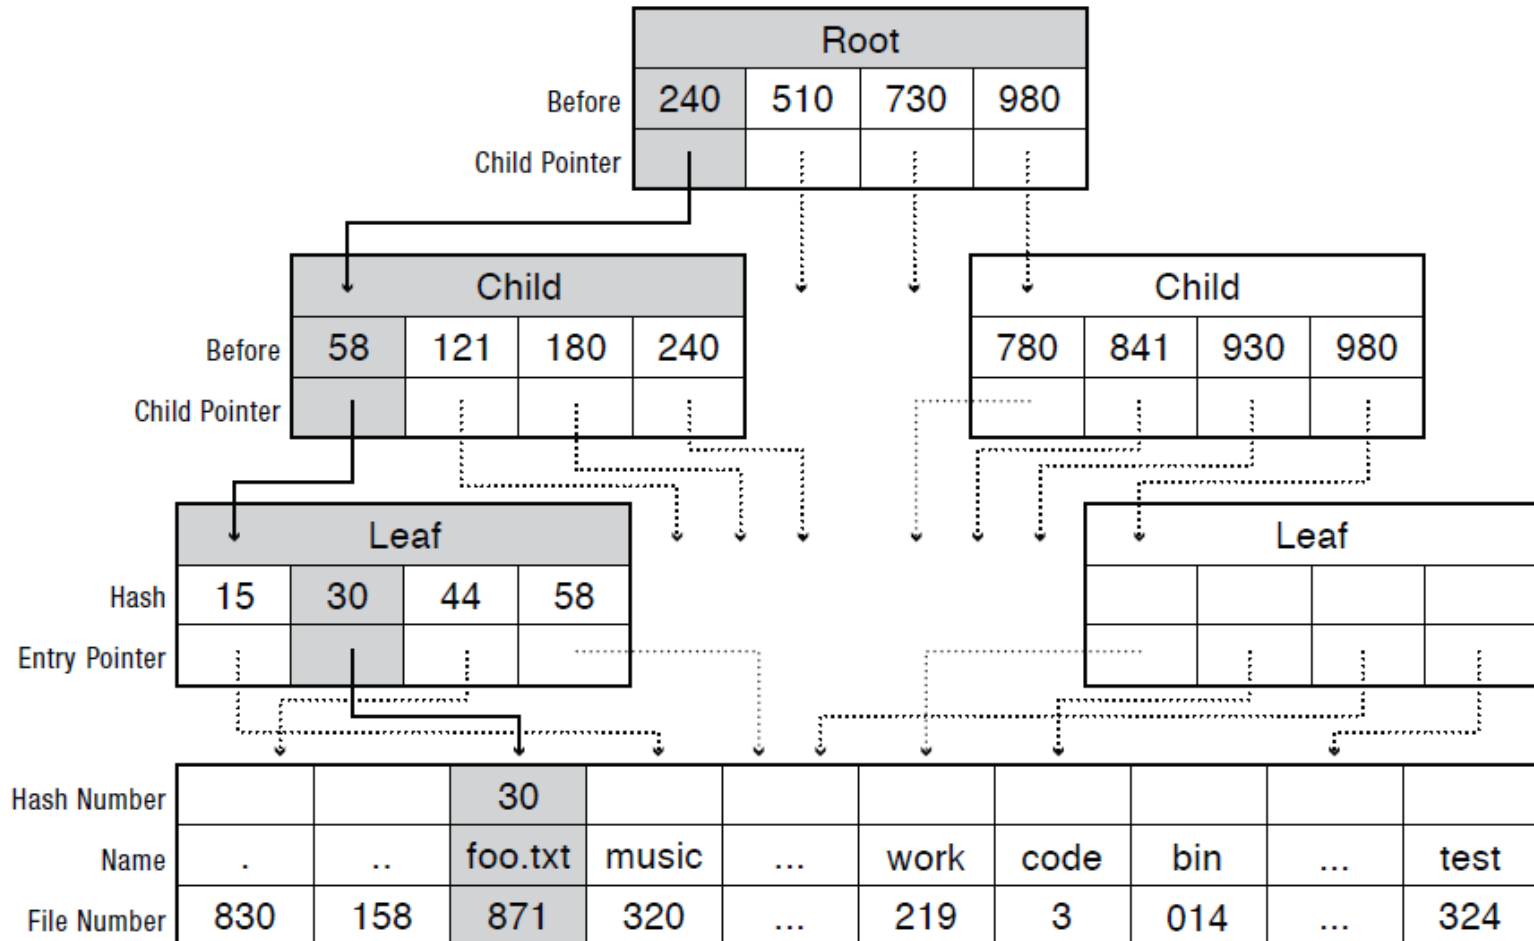 Root
Before 240 510 730 980
Child Pointer
Child Child
Before 58 121 180 240 780 841 930 980
Child Pointer
Leaf Leaf
Hash 15 30 44 58
Entry Pointer
Hash Number 30
Name . .. foo.txt music ... work code bin ... test
File Number 830 158 871 320 ... 219 3 014 ... 324